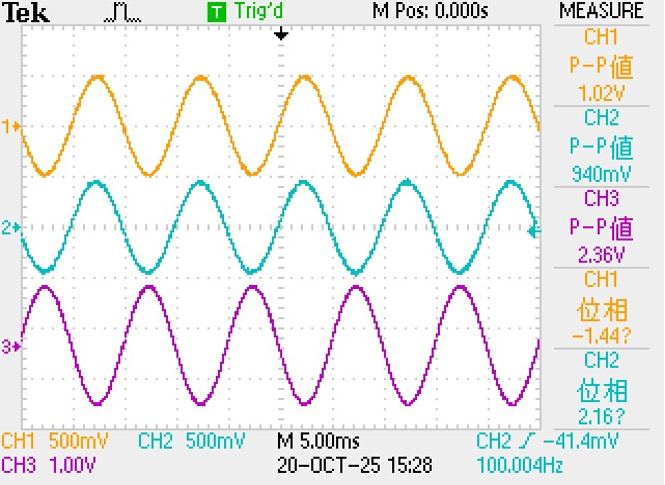 Tek T Trig'd M Pos: 0.000s MEASURE
CH1
P-P値
1.02V
CH2
P-P値
940mV
CH3
P-P値
2.36V
CH1
位相
-1.44?
CH2
位相
2.16?
1
2
3
CH1 500mV CH2 500mV M 5.00ms CH2 -41.4mV
CH3 1.00V 20-OCT-25 15:28 100.004Hz